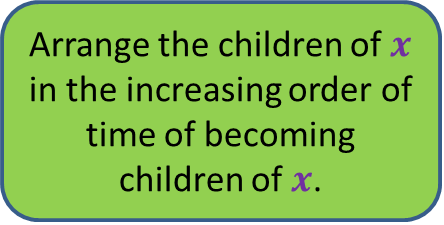 Arrange the children of x
in the increasing order of
time of becoming
children of x.